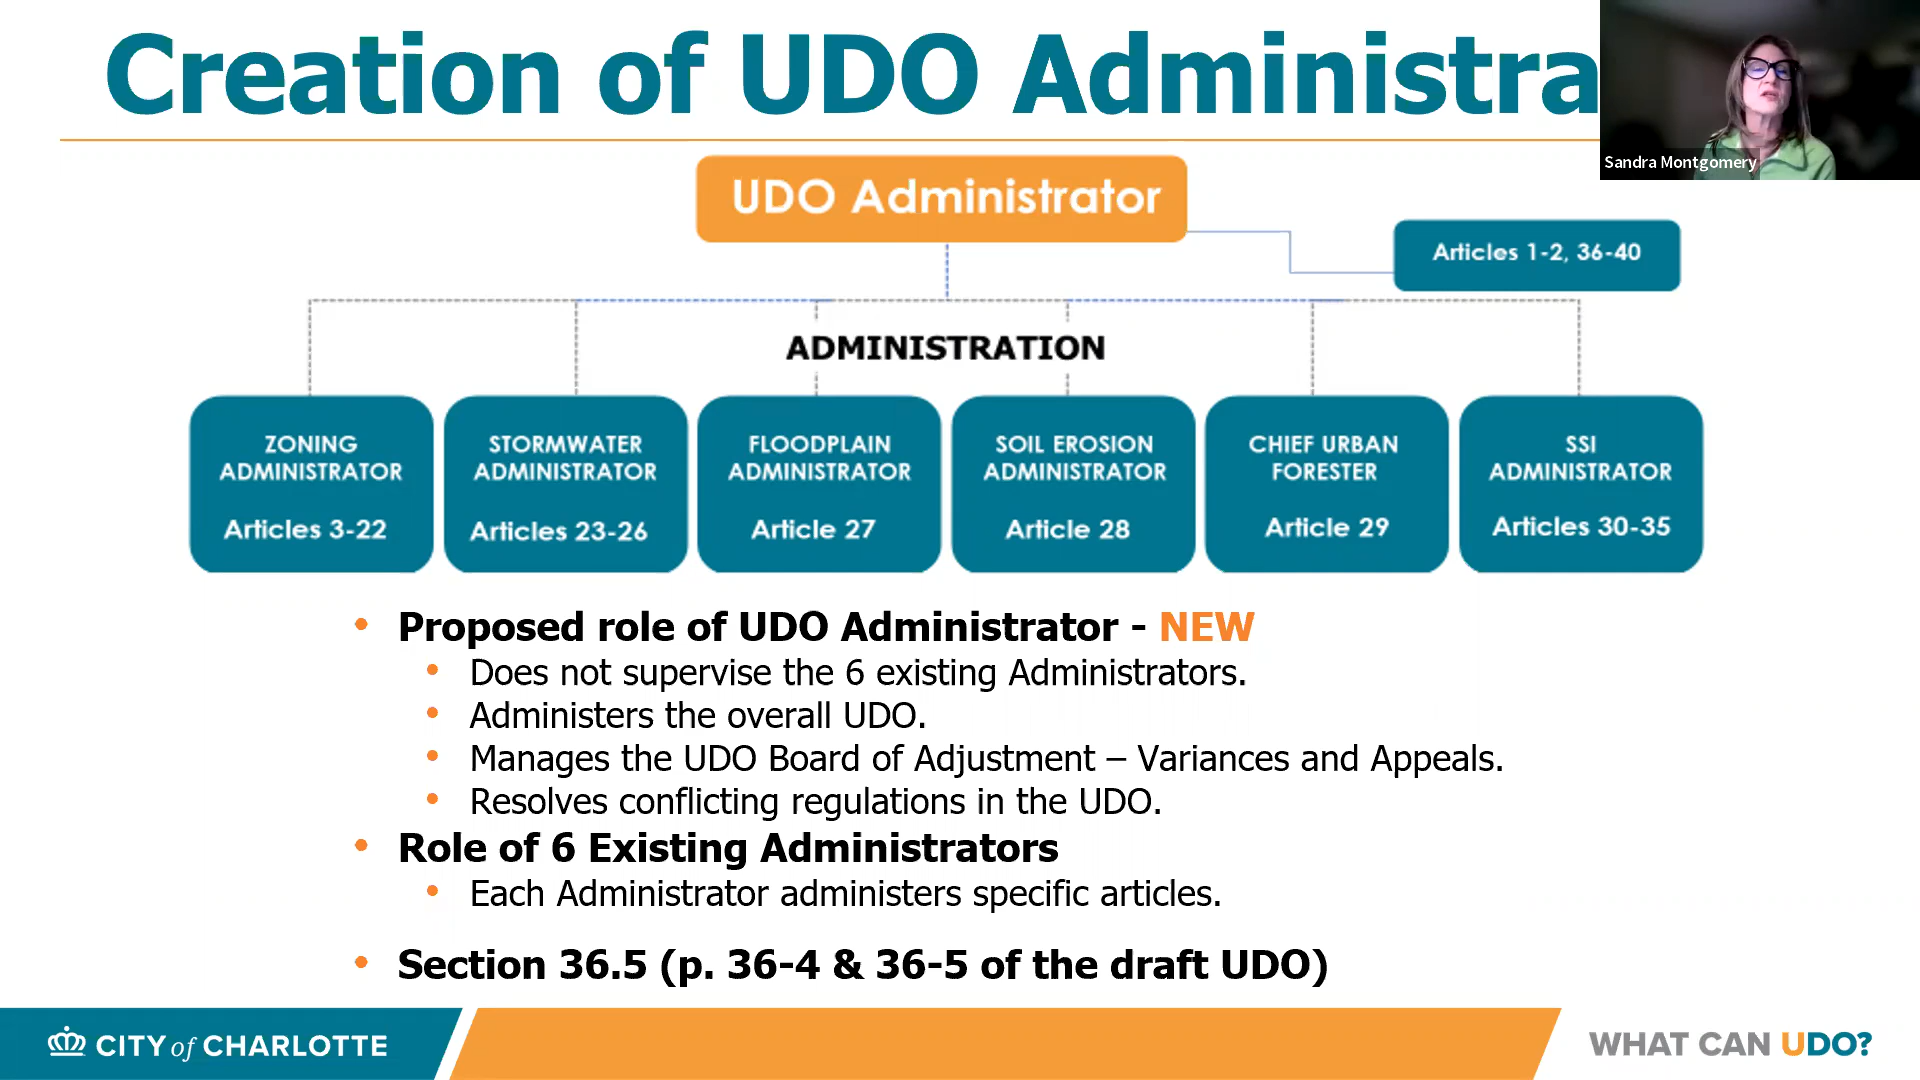 Creation of UDO Administra
Sandra Montgomery
UDO Administrator
Articles 1-2, 36-40
ADMINISTRATION
ZONING
ADMINISTRATOR
Articles 3-22
STORMWATER
ADMINISTRATOR
Articles 23-26
FLOODPLAIN
ADMINISTRATOR
Article 27
SOIL EROSION
ADMINISTRATOR
Article 28
CHIEF URBAN
FORESTER
Article 29
SSI
ADMINISTRATOR
Articles 30-35
• Proposed role of UDO Administrator - NEW
• Does not supervise the 6 existing Administrators.
• Administers the overall UDO.
• Manages the UDO Board of Adjustment – Variances and Appeals.
• Resolves conflicting regulations in the UDO.
• Role of 6 Existing Administrators
• Each Administrator administers specific articles.
• Section 36.5 (p. 36-4 & 36-5 of the draft UDO)
CITY of CHARLOTTE
WHAT CAN UDO?